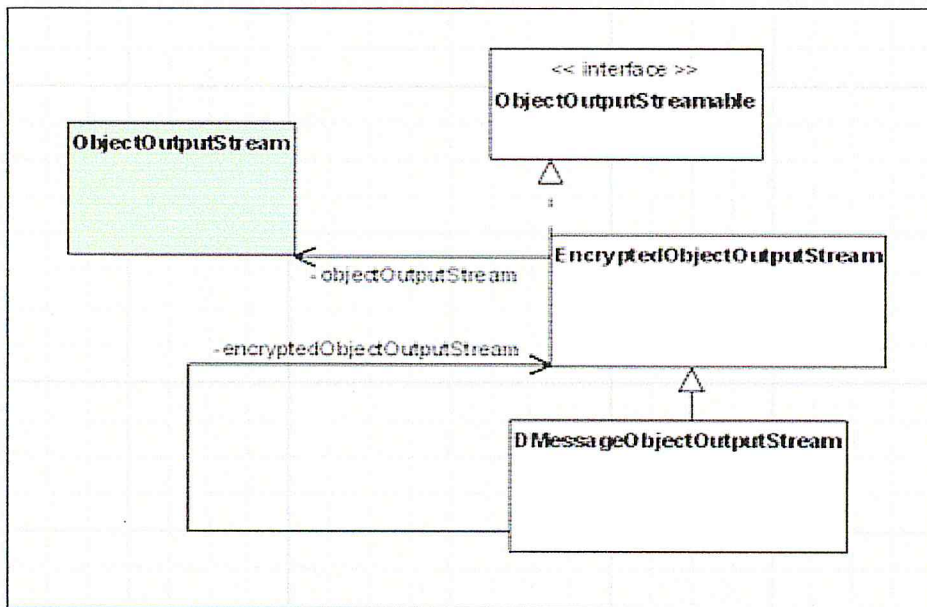 << interface >>
ObjectOutputStreamable
ObjectOutputStream
EncryptedObjectOutputStream
-objectOutputStream
-encryptedObjectOutputStream
DMessageObjectOutputStream